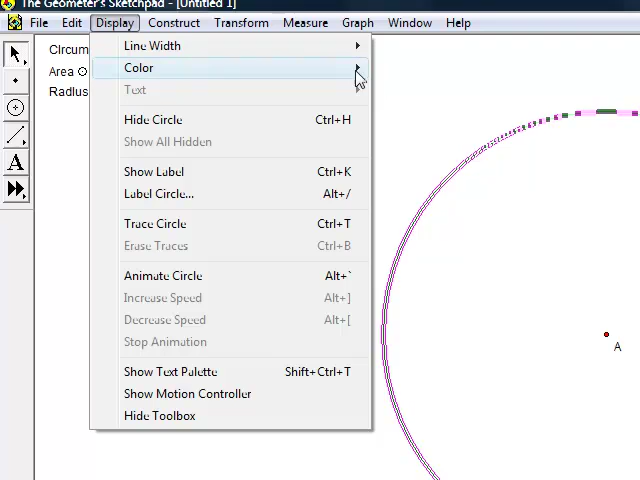 The Geometer's Sketchpad - [Untitled 1]
File Edit Display Construct Transform Measure Graph Window Help
Circum
Area
Radius
Line Width
Color
Text
Hide Circle Ctrl+H
Show All Hidden
Show Label Ctrl+K
Label Circle... Alt+/
Trace Circle Ctrl+T
Erase Traces Ctrl+B
Animate Circle Alt+`
Increase Speed Alt+]
Decrease Speed Alt+[
Stop Animation
Show Text Palette Shift+Ctrl+T
Show Motion Controller
Hide Toolbox
A
A